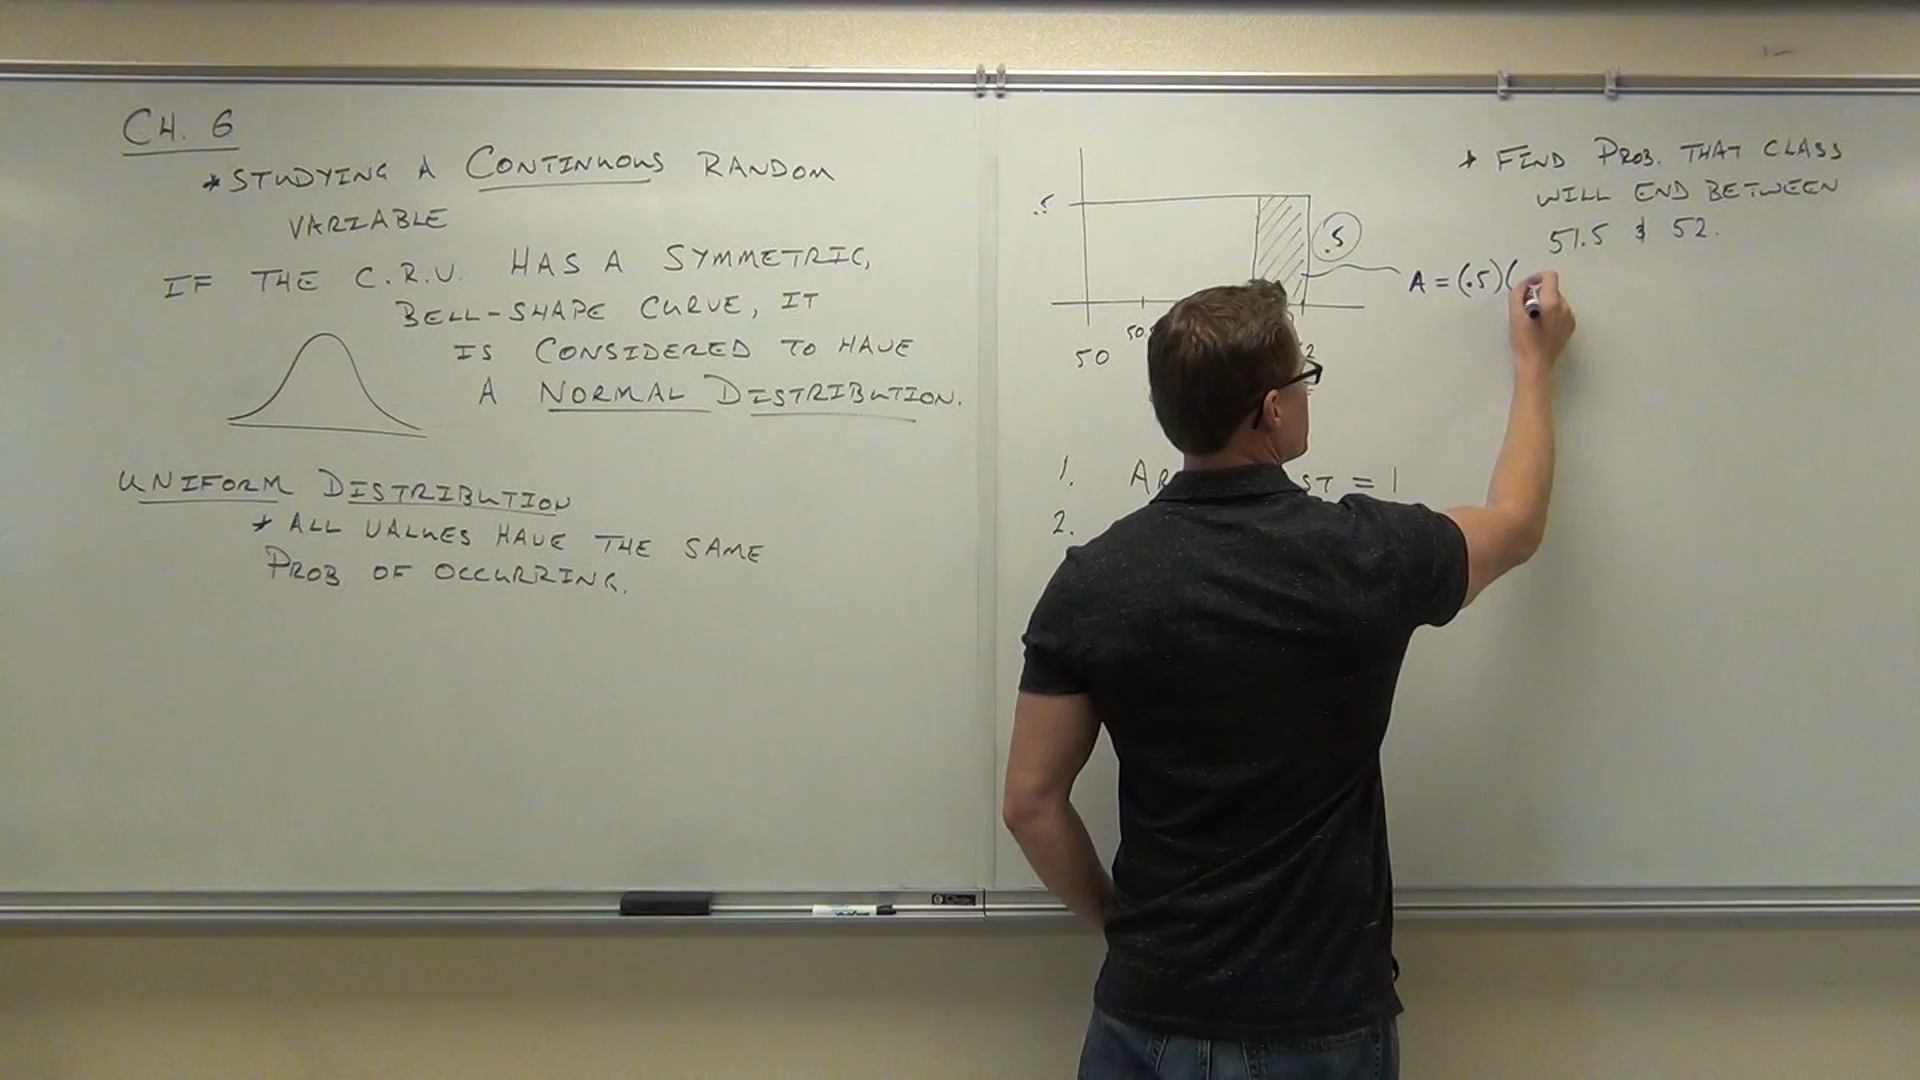 CH. 6
* STUDYING A CONTINUOUS RANDOM
VARIABLE
IF THE C.R.V. HAS A SYMMETRIC,
BELL-SHAPE CURVE, IT
IS CONSIDERED TO HAVE
A NORMAL DISTRIBUTION.
UNIFORM DISTRIBUTION
* ALL VALUES HAVE THE SAME
PROB OF OCCURRING.
* FIND PROB. THAT CLASS
WILL END BETWEEN
51.5 & 52.
.5
.5
A = (.5)(
50
1. = 1
2.